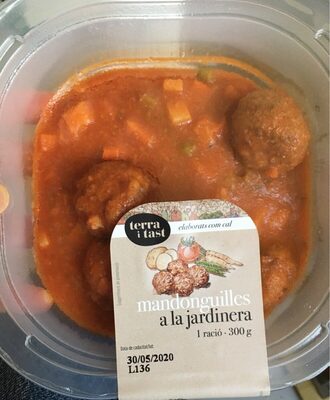 terra
i tast
elaborats com cal
mandonguilles
a la jardinera
1 ració · 300 g
30/05/2020
L136